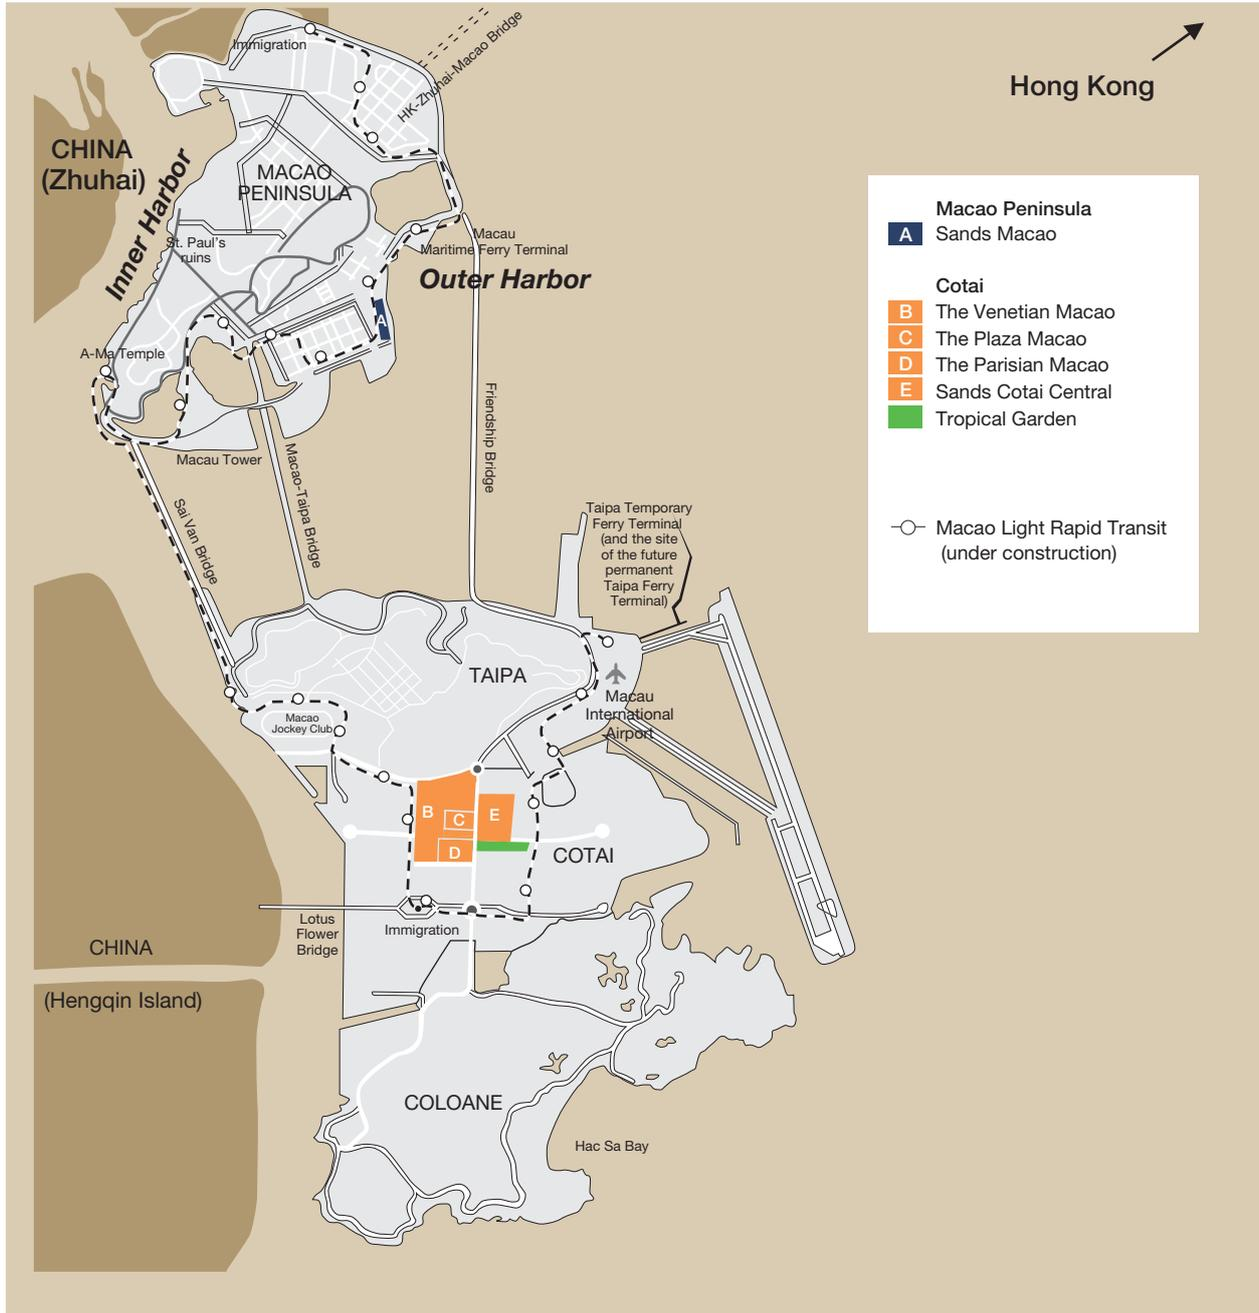 Immigration
HK-Zhuhai-Macao Bridge
Hong Kong
CHINA
(Zhuhai)
Inner Harbor
MACAO
PENINSULA
St. Paul's
ruins
Macau
Maritime Ferry Terminal
Outer Harbor
A
A-Ma Temple
Macau Tower
Sai Van Bridge
Macao-Taipa Bridge
Friendship Bridge
Macao Peninsula
A Sands Macao
Cotai
B The Venetian Macao
C The Plaza Macao
D The Parisian Macao
E Sands Cotai Central
Tropical Garden
Macao Light Rapid Transit
(under construction)
Taipa Temporary
Ferry Terminal
(and the site
of the future
permanent
Taipa Ferry
Terminal)
TAIPA
Macau
International
Airport
Macao
Jockey Club
B
C
D
E
COTAI
Lotus
Flower
Bridge
Immigration
CHINA
(Hengqin Island)
COLOANE
Hac Sa Bay